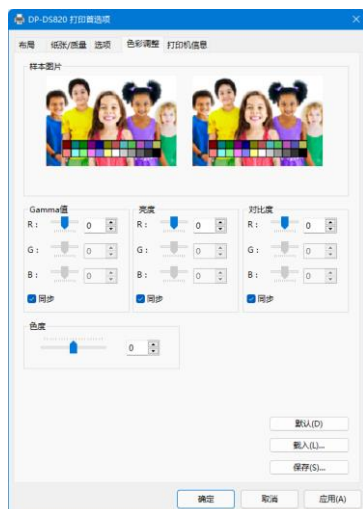 DP-DS820 打印首选项
布局 纸张/质量 选项 色彩调整 打印机信息
样本图片
Gamma值 亮度 对比度
R: 0 R: 0 R: 0
G: 0 G: 0 G: 0
B: 0 B: 0 B: 0
同步 同步 同步
色度
0
默认(D)
载入(L)...
保存(S)...
确定 取消 应用(A)